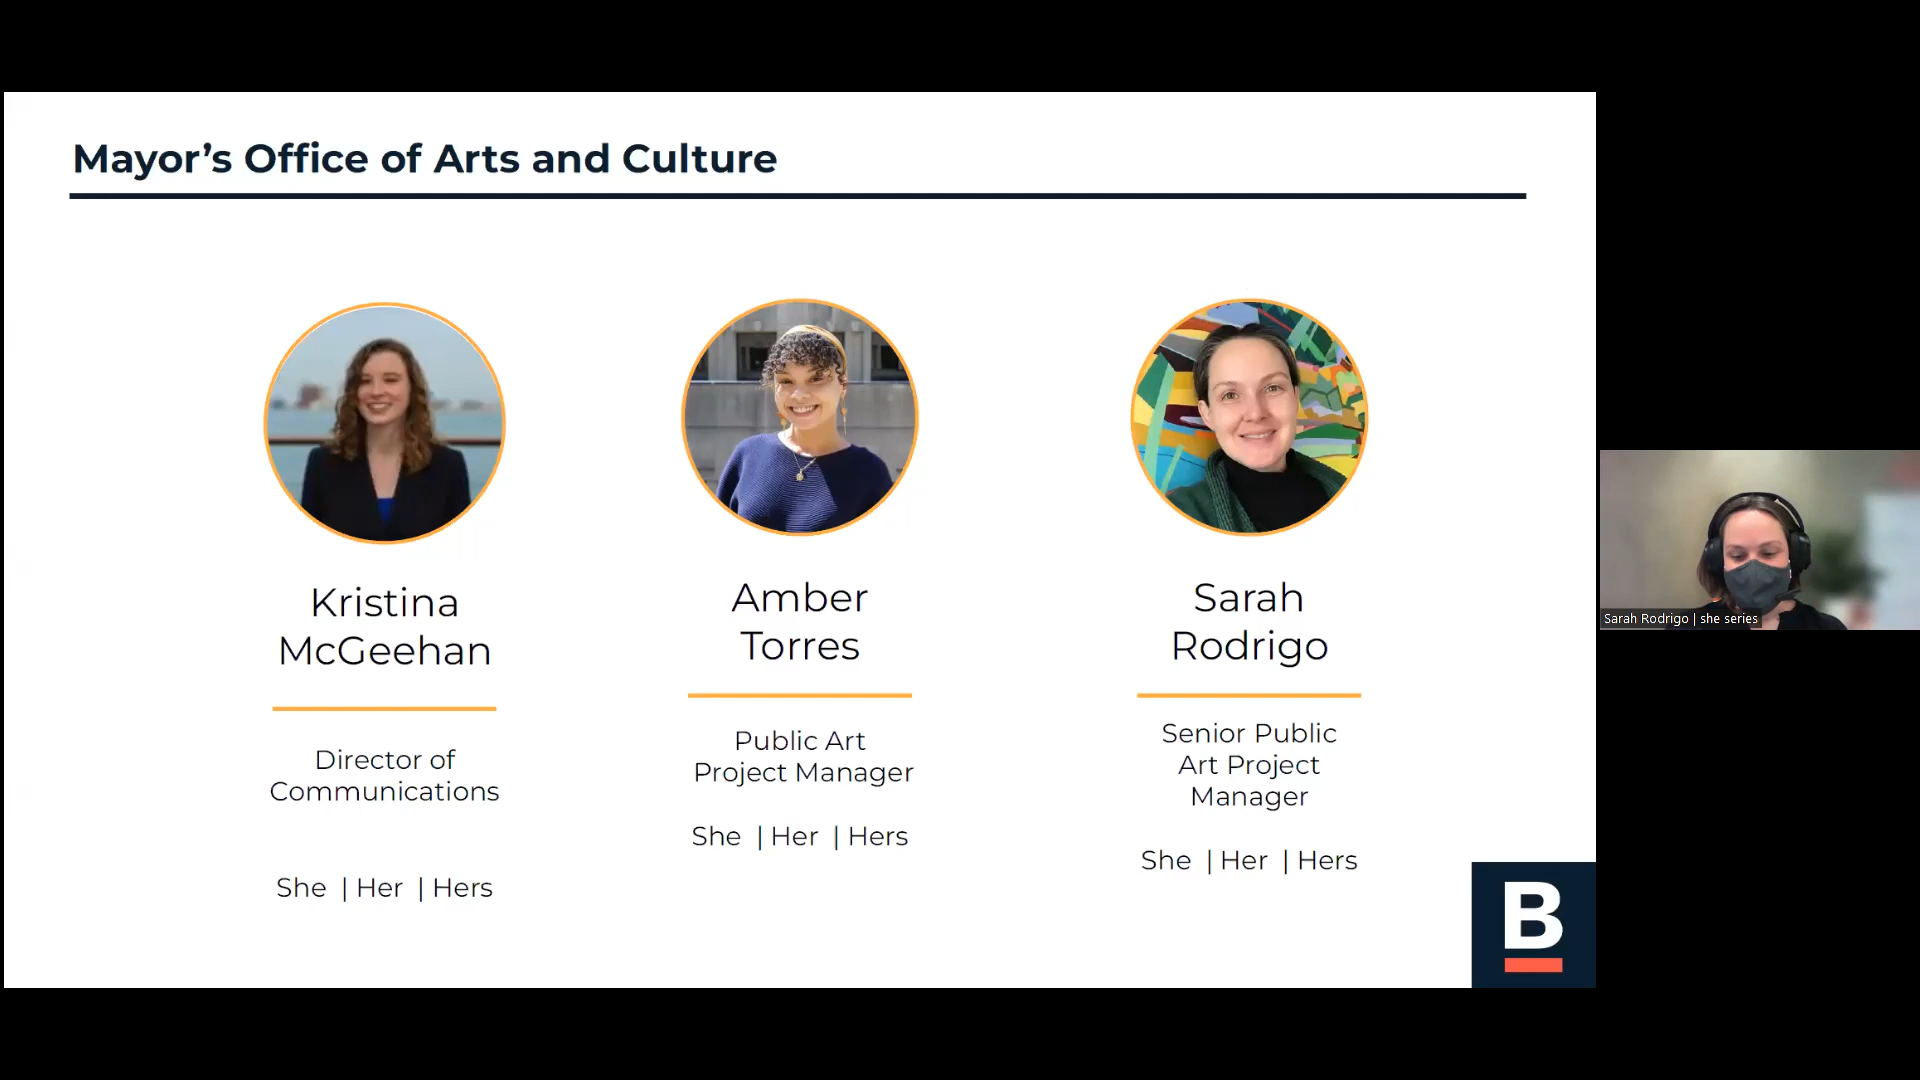 Mayor’s Office of Arts and Culture
Kristina
McGeehan
Director of
Communications
She | Her | Hers
Amber
Torres
Public Art
Project Manager
She | Her | Hers
Sarah
Rodrigo
Senior Public
Art Project
Manager
She | Her | Hers
B
Sarah Rodrigo | she series